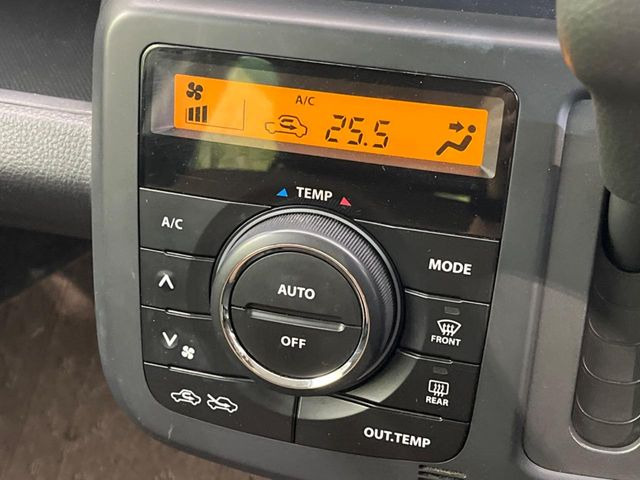 A/C
25.5
TEMP
A/C
AUTO
MODE
OFF
FRONT
REAR
OUT.TEMP